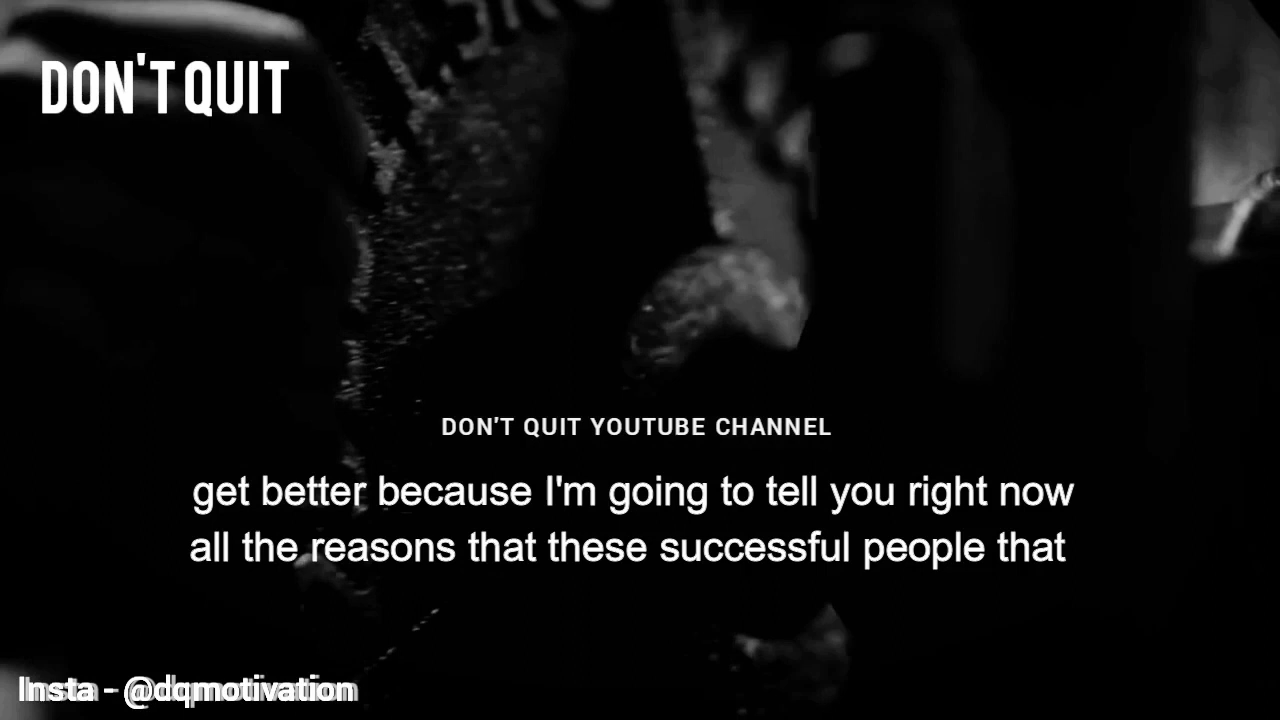 DON'T QUIT
DON'T QUIT YOUTUBE CHANNEL
get better because I'm going to tell you right now
all the reasons that these successful people that
Insta - @dqmotivation